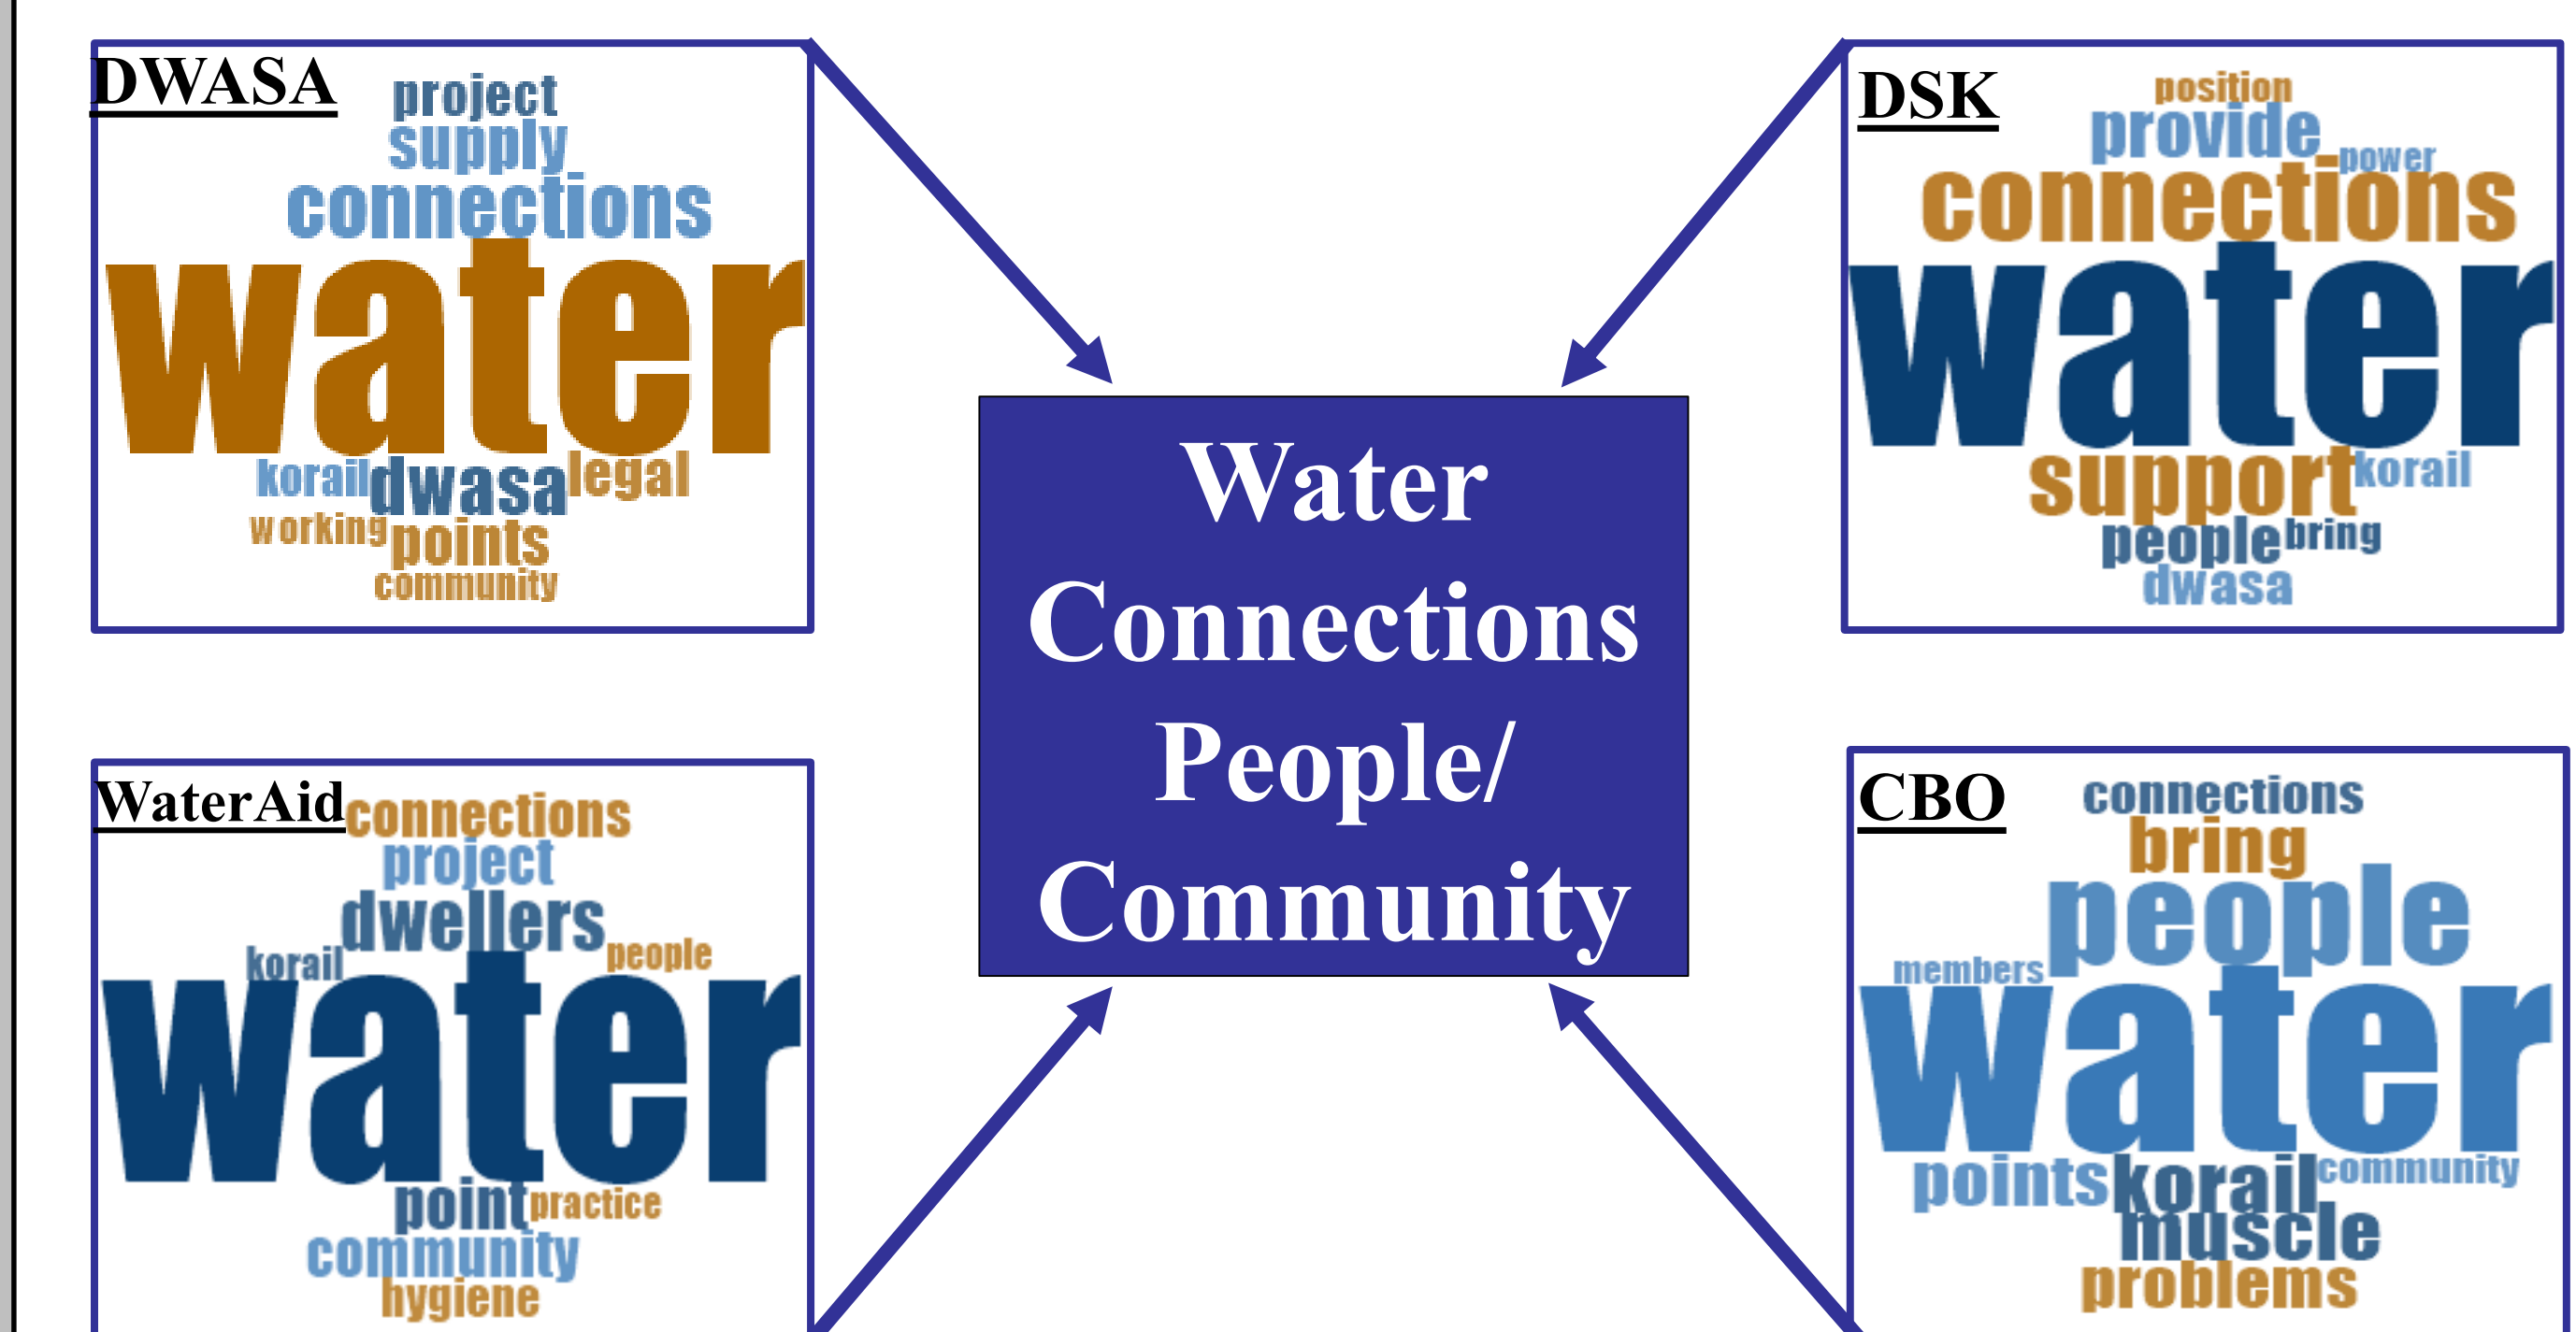 DWASA
project
supply
connections
water
korail dwasa legal
working points
community
DSK
position
provide power
connections
water
support korail
people bring
dwasa
Water
Connections
People/
Community
WaterAid connections
project
dwellers
korail people
water
point practice
community
hygiene
CBO
connections
bring
people
members
water
points korail community
muscle
problems